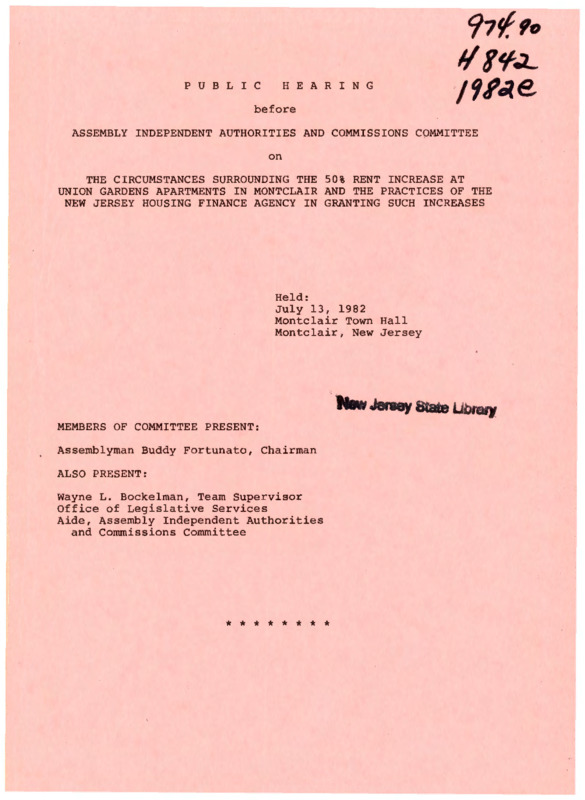 974.90
H 842
1982e
PUBLIC HEARING
before
ASSEMBLY INDEPENDENT AUTHORITIES AND COMMISSIONS COMMITTEE
on
THE CIRCUMSTANCES SURROUNDING THE 50% RENT INCREASE AT
UNION GARDENS APARTMENTS IN MONTCLAIR AND THE PRACTICES OF THE
NEW JERSEY HOUSING FINANCE AGENCY IN GRANTING SUCH INCREASES
Held:
July 13, 1982
Montclair Town Hall
Montclair, New Jersey
New Jersey State Library
MEMBERS OF COMMITTEE PRESENT:
Assemblyman Buddy Fortunato, Chairman
ALSO PRESENT:
Wayne L. Bockelman, Team Supervisor
Office of Legislative Services
Aide, Assembly Independent Authorities
and Commissions Committee
* * * * * * * *